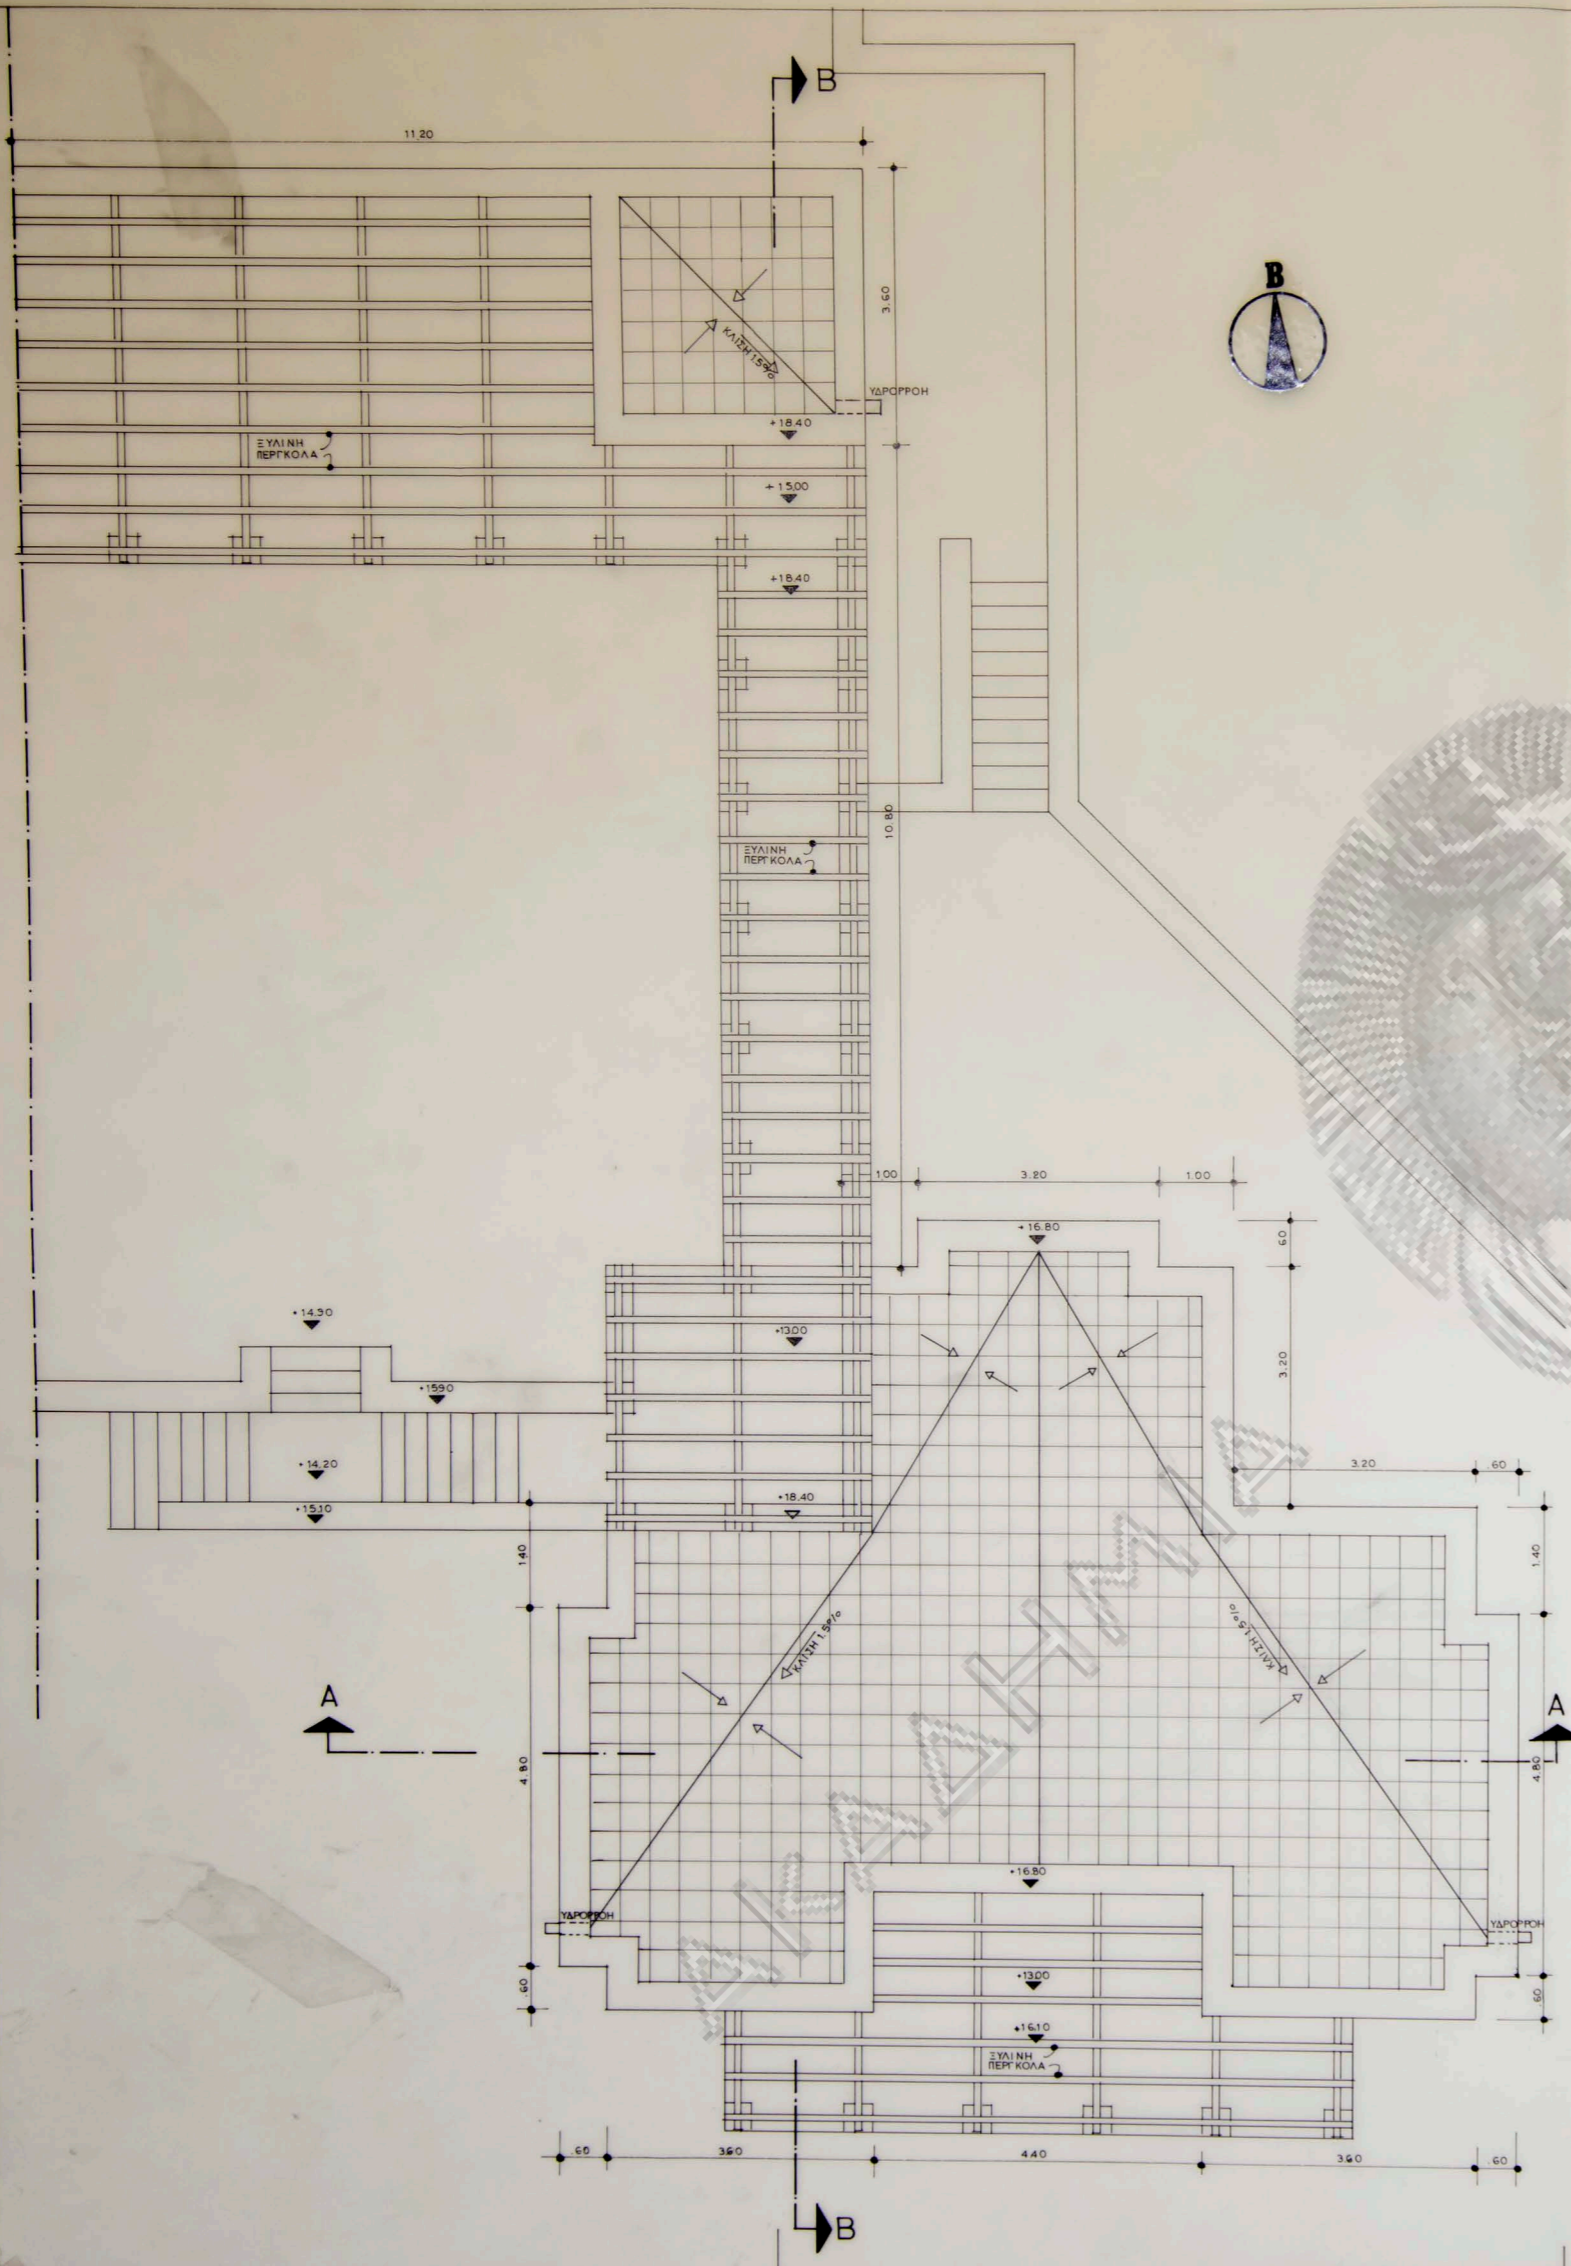 B
11.20
3.60
B
ΚΛΙΣΗ 1.5%
ΥΔΡΟΡΡΟΗ
+18.40
ΞΥΛΙΝΗ
ΠΕΡΓΚΟΛΑ
+15.00
+18.40
10.80
ΞΥΛΙΝΗ
ΠΕΡΓΚΟΛΑ
1.00
3.20
1.00
+16.80
.60
+14.30
+13.00
3.20
+15.90
+14.20
3.20
.60
+18.40
+15.10
1.40
1.40
ΚΛΙΣΗ 1.5%
ΚΛΙΣΗ 1.5%
A
A
4.80
4.80
+16.80
ΥΔΡΟΡΡΟΗ
ΥΔΡΟΡΡΟΗ
+13.00
.60
.60
+16.10
ΞΥΛΙΝΗ
ΠΕΡΓΚΟΛΑ
.60
3.60
4.40
3.60
.60
B
ΑΚΑΔΗΜΙΑ